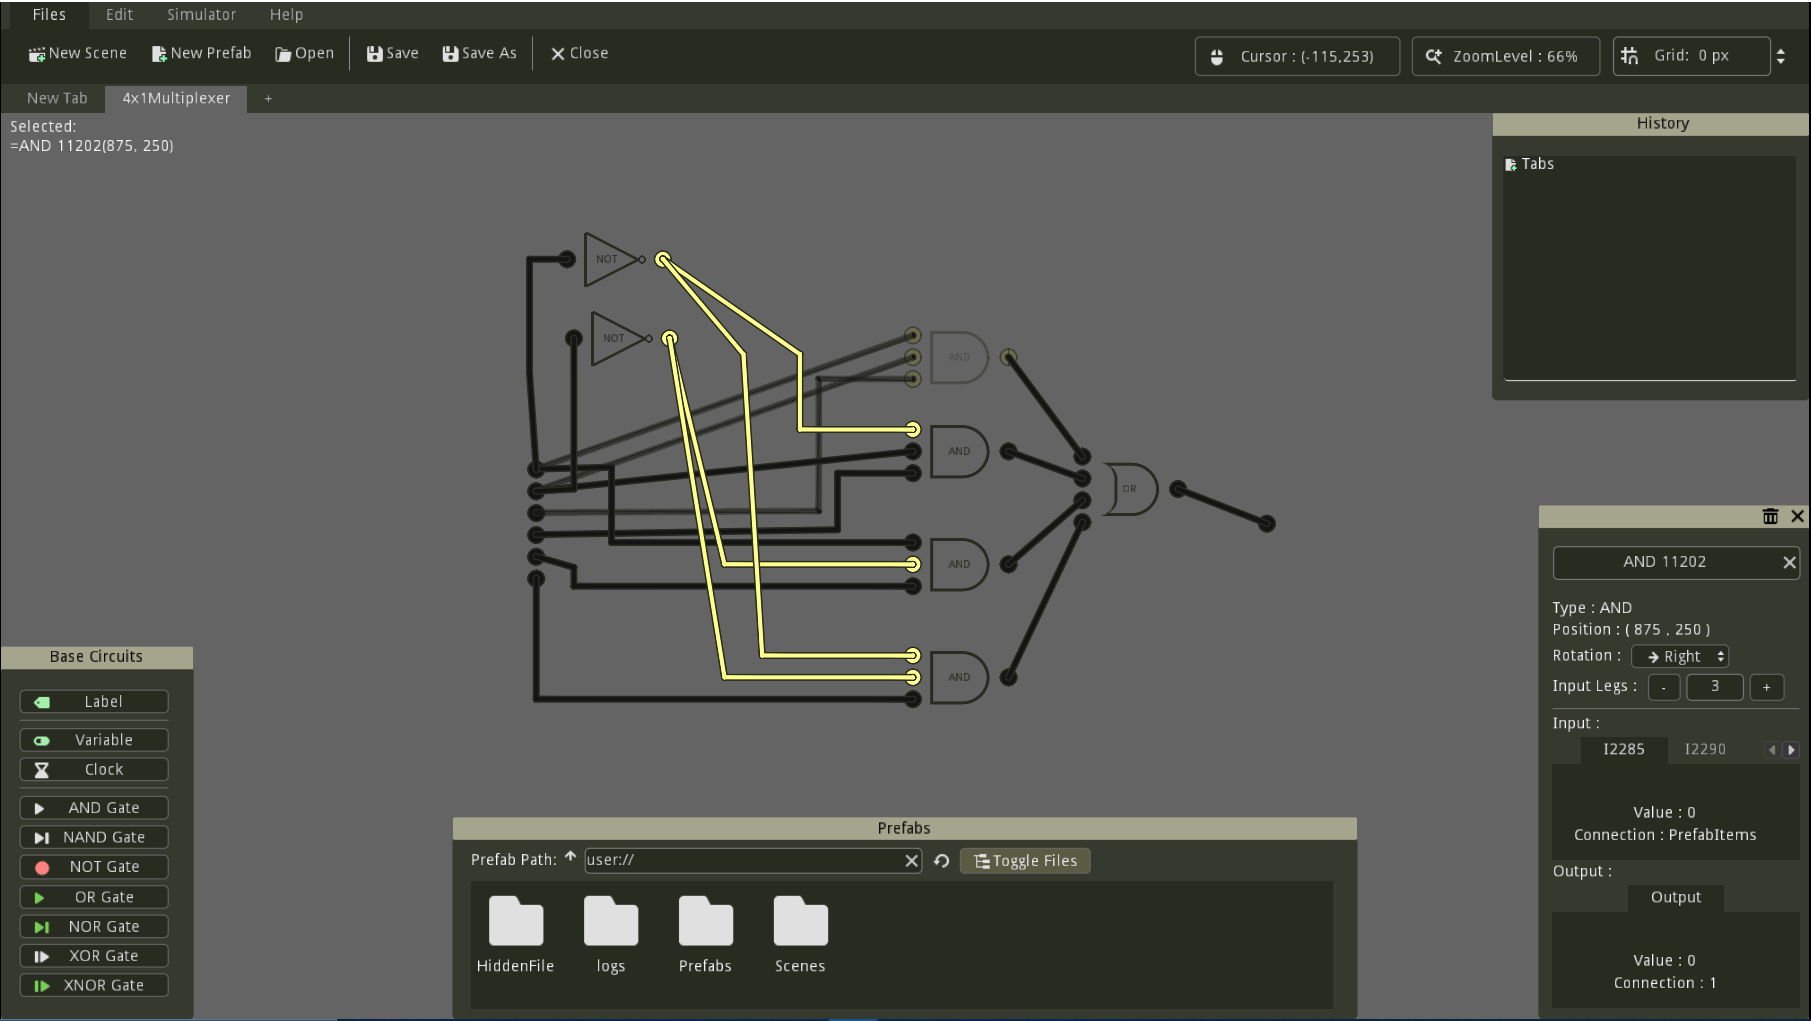 Files Edit Simulator Help
New Scene New Prefab Open Save Save As Close
Cursor : (-115,253) ZoomLevel : 66% Grid: 0 px
New Tab 4x1Multiplexer +
Selected:
=AND 11202(875, 250)
History
Tabs
NOT
NOT
AND
AND
OR
AND
AND
AND 11202
Type : AND
Position : ( 875 , 250 )
Rotation : Right
Input Legs : - 3 +
Input :
I2285 I2290
Value : 0
Connection : PrefabItems
Output :
Output
Value : 0
Connection : 1
Base Circuits
Label
Variable
Clock
AND Gate
NAND Gate
NOT Gate
OR Gate
NOR Gate
XOR Gate
XNOR Gate
Prefabs
Prefab Path: user:// Toggle Files
HiddenFile logs Prefabs Scenes